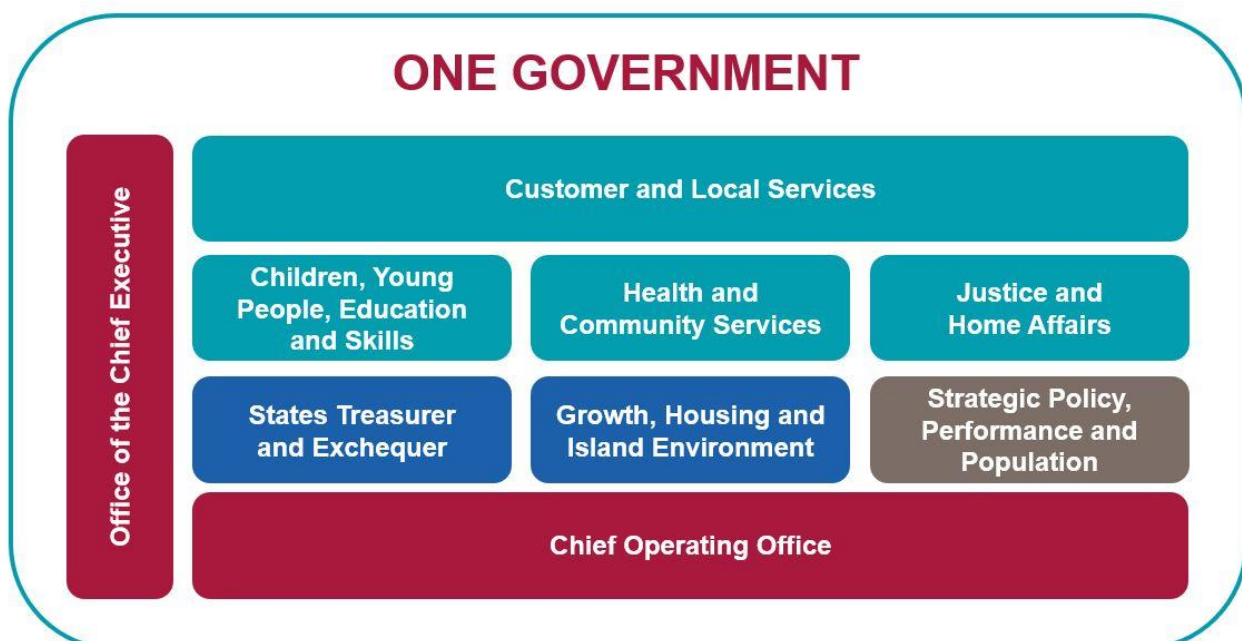 ONE GOVERNMENT
Office of the Chief Executive
Customer and Local Services
Children, Young
People, Education
and Skills
Health and
Community Services
Justice and
Home Affairs
States Treasurer
and Exchequer
Growth, Housing and
Island Environment
Strategic Policy,
Performance and
Population
Chief Operating Office